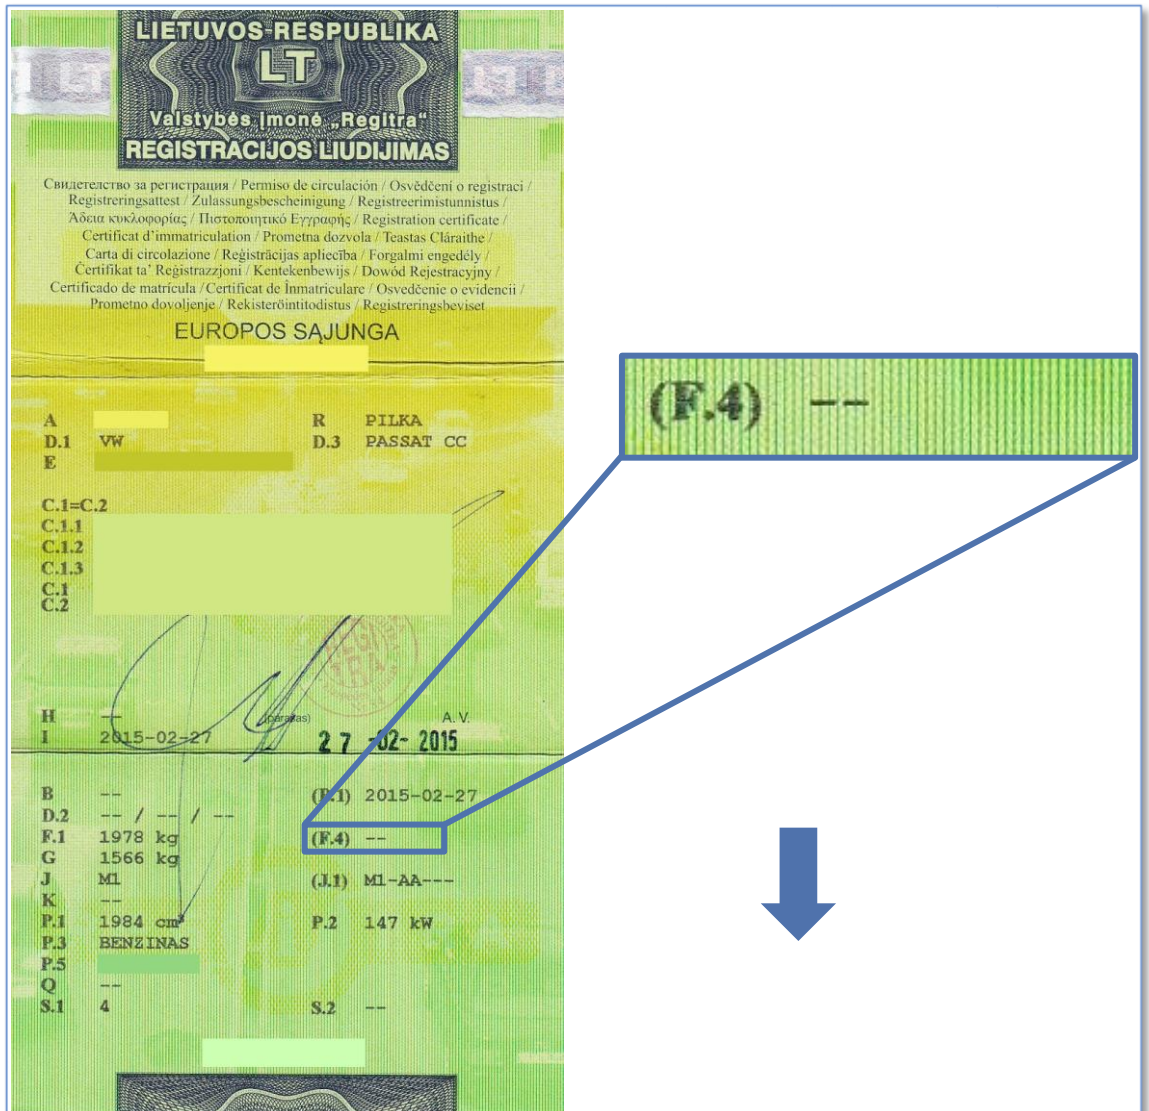 LIETUVOS RESPUBLIKA
LT
Valstybės įmonė „Regitra“
REGISTRACIJOS LIUDIJIMAS
Свидетелство за регистрация / Permiso de circulación / Osvědčení o registraci /
Registreringsattest / Zulassungsbescheinigung / Registreerimistunnistus /
Άδεια κυκλοφορίας / Πιστοποιητικό Εγγραφής / Registration certificate /
Certificat d’immatriculation / Prometna dozvola / Teastas Cláraithe /
Carta di circolazione / Reģistrācijas apliecība / Forgalmi engedély /
Ċertifikat ta’ Reġistrazzjoni / Kentekenbewijs / Dowód Rejestracyjny /
Certificado de matrícula / Certificat de Înmatriculare / Osvedčenie o evidencii /
Prometno dovoljenje / Rekisteröintitodistus / Registreringsbeviset
EUROPOS SĄJUNGA
A R PILKA
D.1 VW D.3 PASSAT CC
E
C.1=C.2
C.1.1
C.1.2
C.1.3
C.1
C.2
H -- (parašas) A. V.
I 2015-02-27 27 -02- 2015
B -- (B.1) 2015-02-27
D.2 -- / -- / --
F.1 1978 kg (F.4) --
G 1566 kg
J M1 (J.1) M1-AA---
K --
P.1 1984 cm³ P.2 147 kW
P.3 BENZINAS
P.5
Q --
S.1 4 S.2 --
(F.4) --